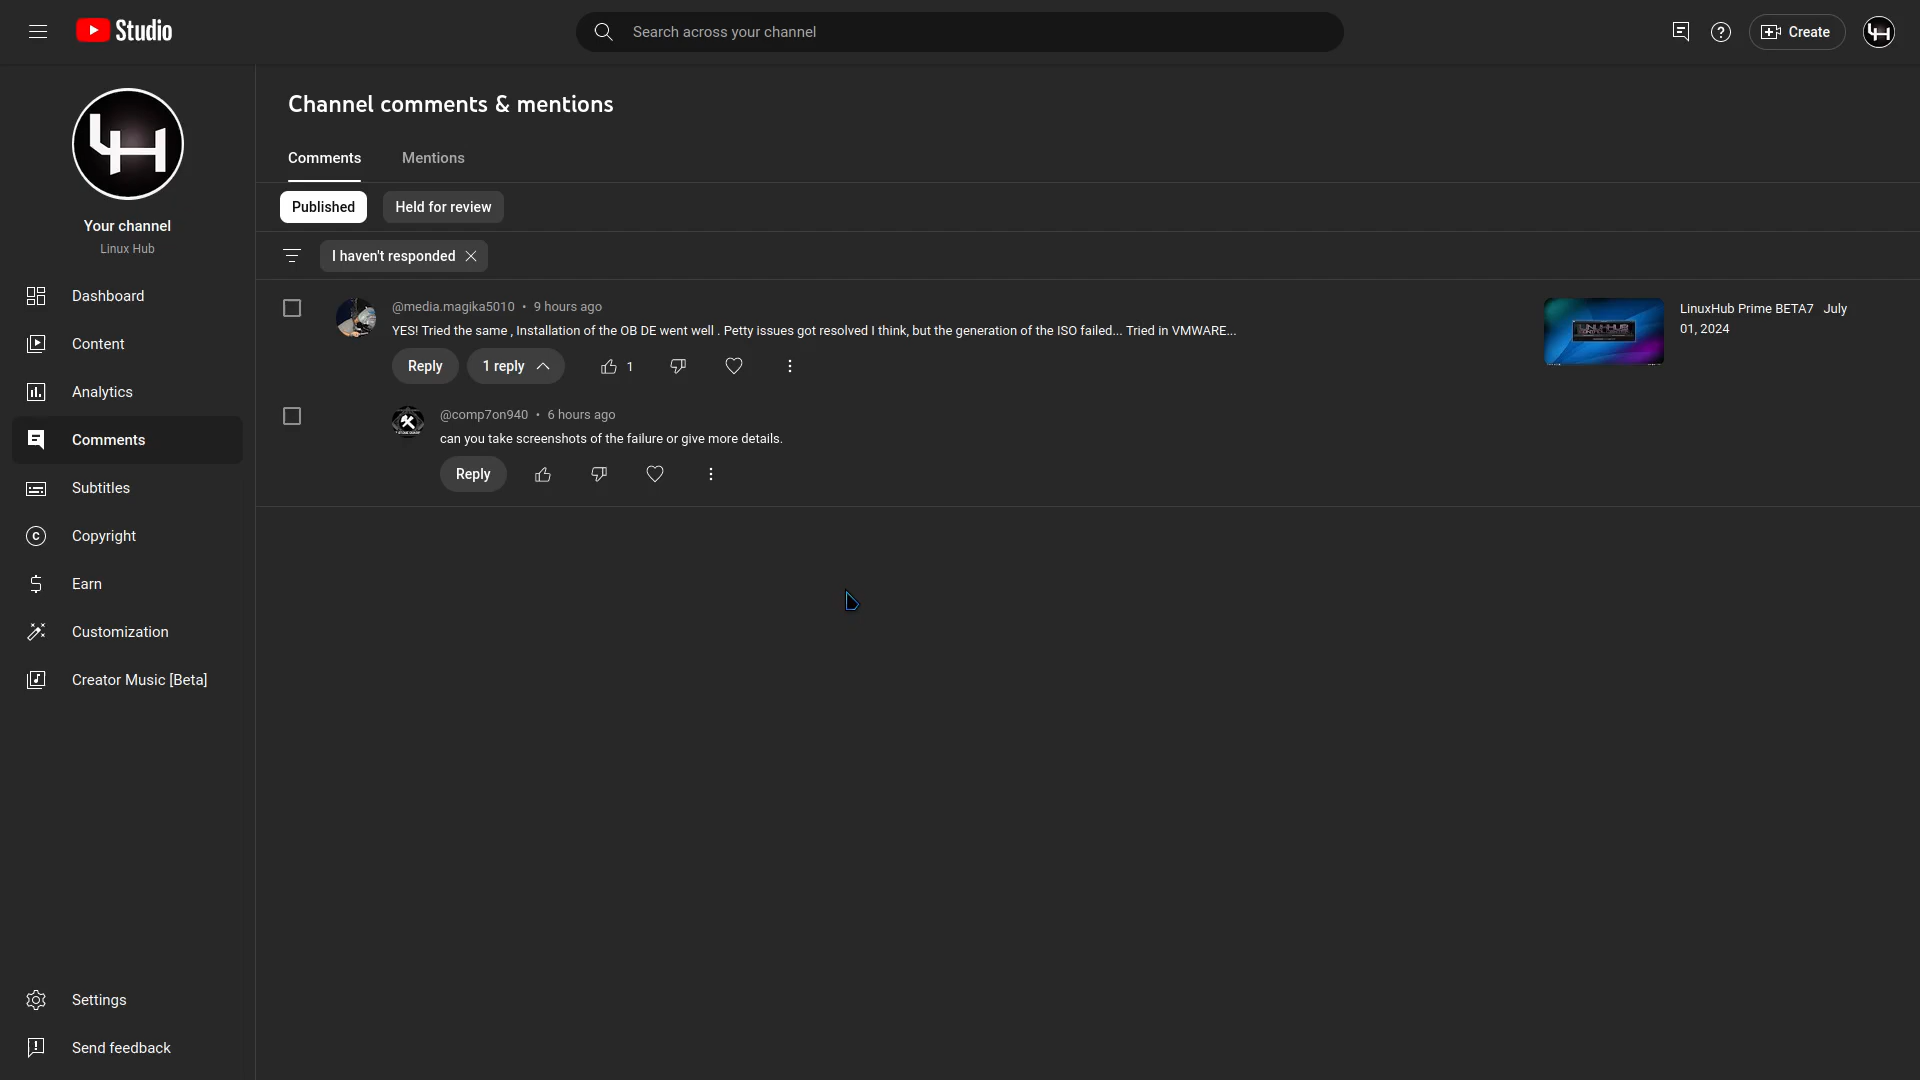 Studio
Search across your channel
Create
Your channel
Linux Hub
Dashboard
Content
Analytics
Comments
Subtitles
Copyright
Earn
Customization
Creator Music [Beta]
Settings
Send feedback
Channel comments & mentions
Comments Mentions
Published Held for review
I haven't responded
@media.magika5010 • 9 hours ago
YES! Tried the same , Installation of the OB DE went well . Petty issues got resolved I think, but the generation of the ISO failed... Tried in VMWARE...
Reply 1 reply 1
LinuxHub Prime BETA7 July
01, 2024
@comp7on940 • 6 hours ago
can you take screenshots of the failure or give more details.
Reply